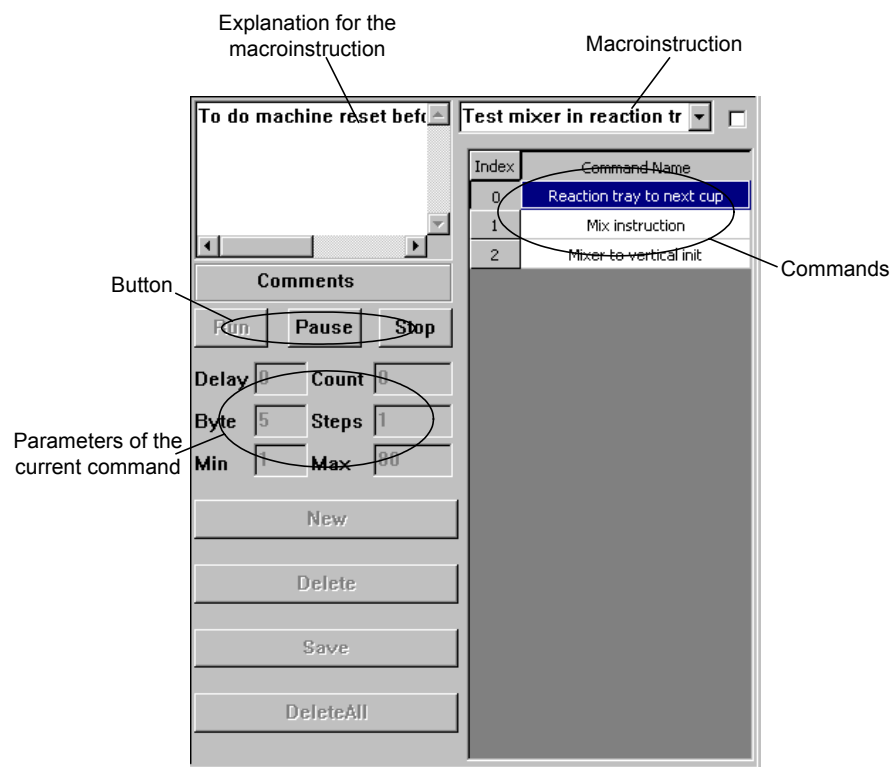 Explanation for the
macroinstruction
Macroinstruction
To do machine reset befo
Test mixer in reaction tr
Index Command Name
0 Reaction tray to next cup
1 Mix instruction
2 Mixer to vertical init
Commands
Comments
Button
Run Pause Stop
Delay 0 Count 0
Byte 5 Steps 1
Parameters of the
current command
Min 1 Max 80
New
Delete
Save
DeleteAll